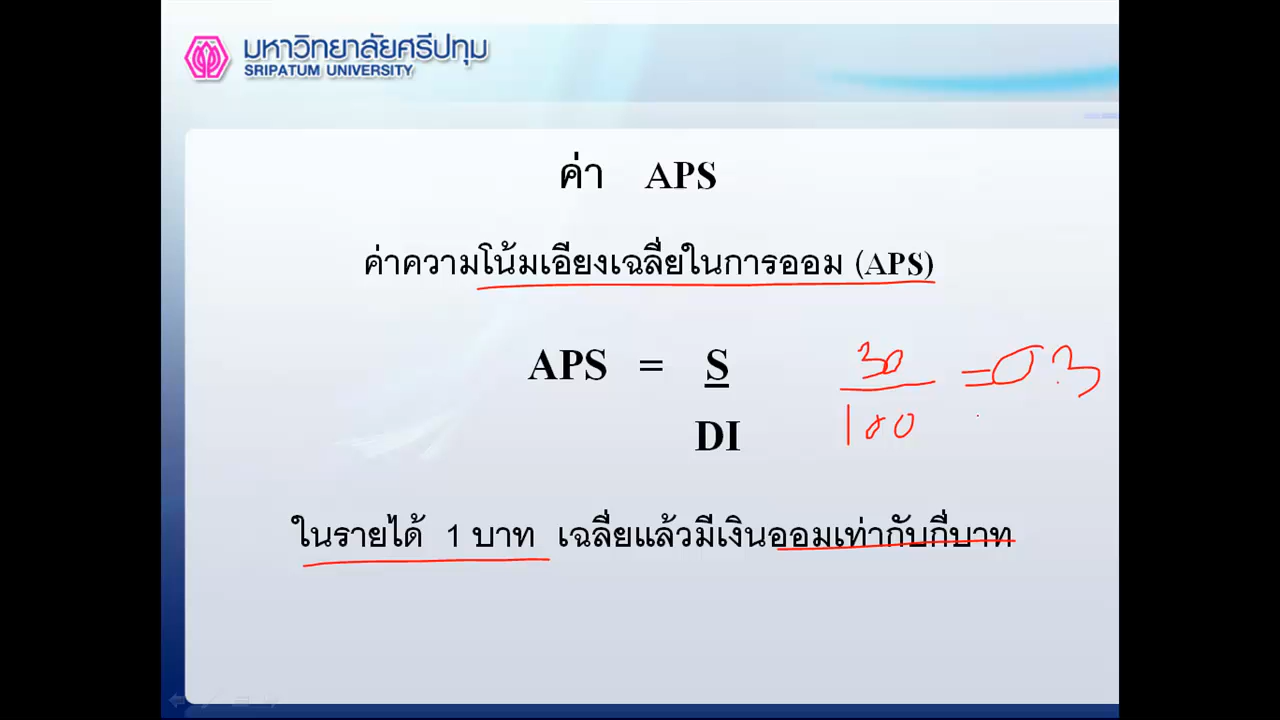 มหาวิทยาลัยศรีปทุม
SRIPATUM UNIVERSITY
ค่า APS
ค่าความโน้มเอียงเฉลี่ยในการออม (APS)
APS = S
DI
30
100
= 0.3
ในรายได้ 1 บาท เฉลี่ยแล้วมีเงินออมเท่ากับกี่บาท